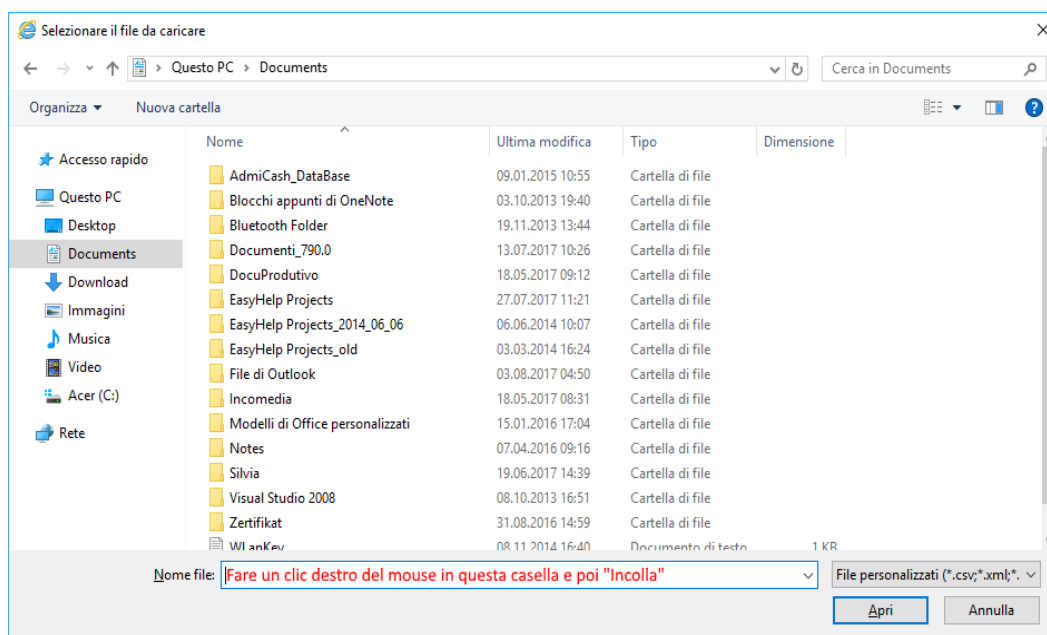 Selezionare il file da caricare
Questo PC > Documents
Cerca in Documents
Organizza
Nuova cartella
Nome Ultima modifica Tipo Dimensione
Accesso rapido
Questo PC
Desktop
Documents
Download
Immagini
Musica
Video
Acer (C:)
Rete
AdmiCash_DataBase 09.01.2015 10:55 Cartella di file
Blocchi appunti di OneNote 03.10.2013 19:40 Cartella di file
Bluetooth Folder 19.11.2013 13:44 Cartella di file
Documenti_790.0 13.07.2017 10:26 Cartella di file
DocuProdutivo 18.05.2017 09:12 Cartella di file
EasyHelp Projects 27.07.2017 11:21 Cartella di file
EasyHelp Projects_2014_06_06 06.06.2014 10:07 Cartella di file
EasyHelp Projects_old 03.03.2014 16:24 Cartella di file
File di Outlook 03.08.2017 04:50 Cartella di file
Incomedia 18.05.2017 08:31 Cartella di file
Modelli di Office personalizzati 15.01.2016 17:04 Cartella di file
Notes 07.04.2016 09:16 Cartella di file
Silvia 19.06.2017 14:39 Cartella di file
Visual Studio 2008 08.10.2013 16:51 Cartella di file
Zertifikat 31.08.2016 14:59 Cartella di file
WLanKey 08.11.2014 16:40 Documento di testo 1 KB
Nome file: Fare un clic destro del mouse in questa casella e poi "Incolla"
File personalizzati (*.csv;*.xml;*.
Apri
Annulla